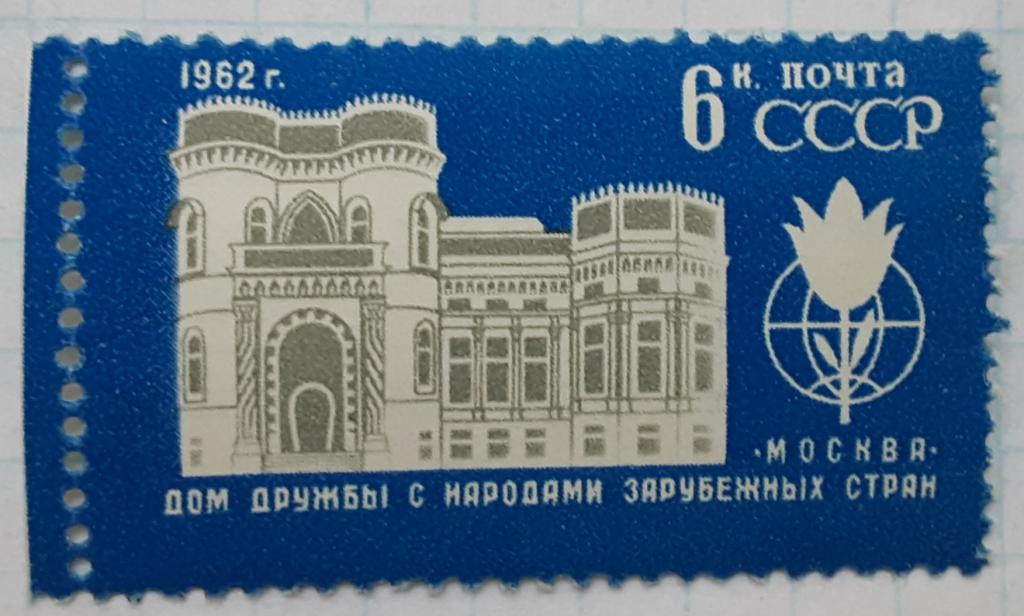 1962 г.
6 к. почта
СССР
·МОСКВА·
ДОМ ДРУЖБЫ С НАРОДАМИ ЗАРУБЕЖНЫХ СТРАН